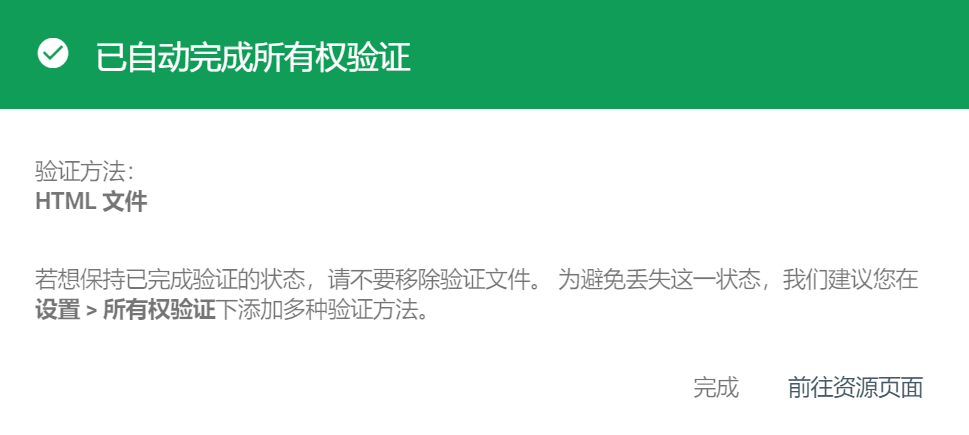 已自动完成所有权验证
验证方法：
HTML 文件
若想保持已完成验证的状态，请不要移除验证文件。 为避免丢失这一状态，我们建议您在
设置 > 所有权验证下添加多种验证方法。
完成 前往资源页面